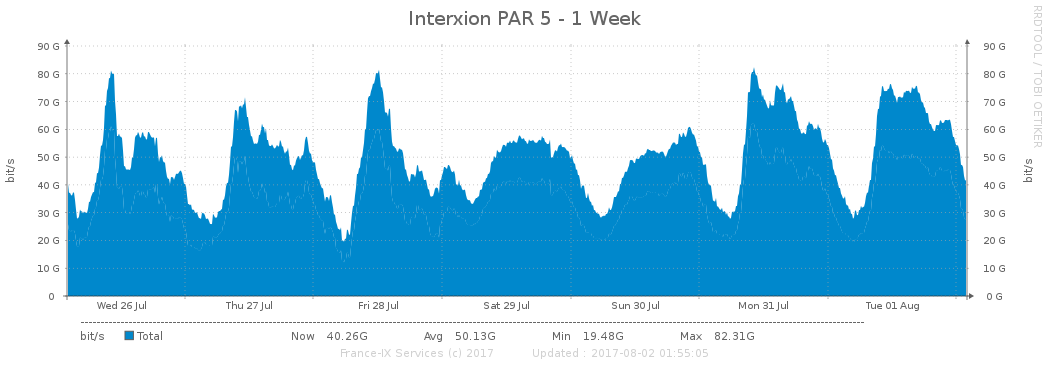 Interxion PAR 5 - 1 Week
RRDTOOL / TOBI OETIKER
bit/s
90 G
80 G
70 G
60 G
50 G
40 G
30 G
20 G
10 G
0
90 G
80 G
70 G
60 G
50 G
40 G
30 G
20 G
10 G
0 G
bit/s
Wed 26 Jul Thu 27 Jul Fri 28 Jul Sat 29 Jul Sun 30 Jul Mon 31 Jul Tue 01 Aug
bit/s Total Now 40.26G Avg 50.13G Min 19.48G Max 82.31G
France-IX Services (c) 2017 Updated : 2017-08-02 01:55:05